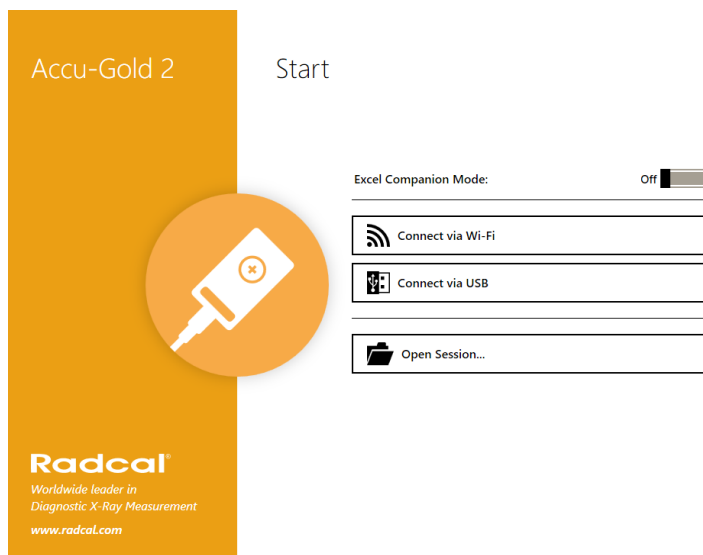 Accu-Gold 2
Start
Excel Companion Mode:
Off
Connect via Wi-Fi
Connect via USB
Open Session...
Radcal®
Worldwide leader in
Diagnostic X-Ray Measurement
www.radcal.com